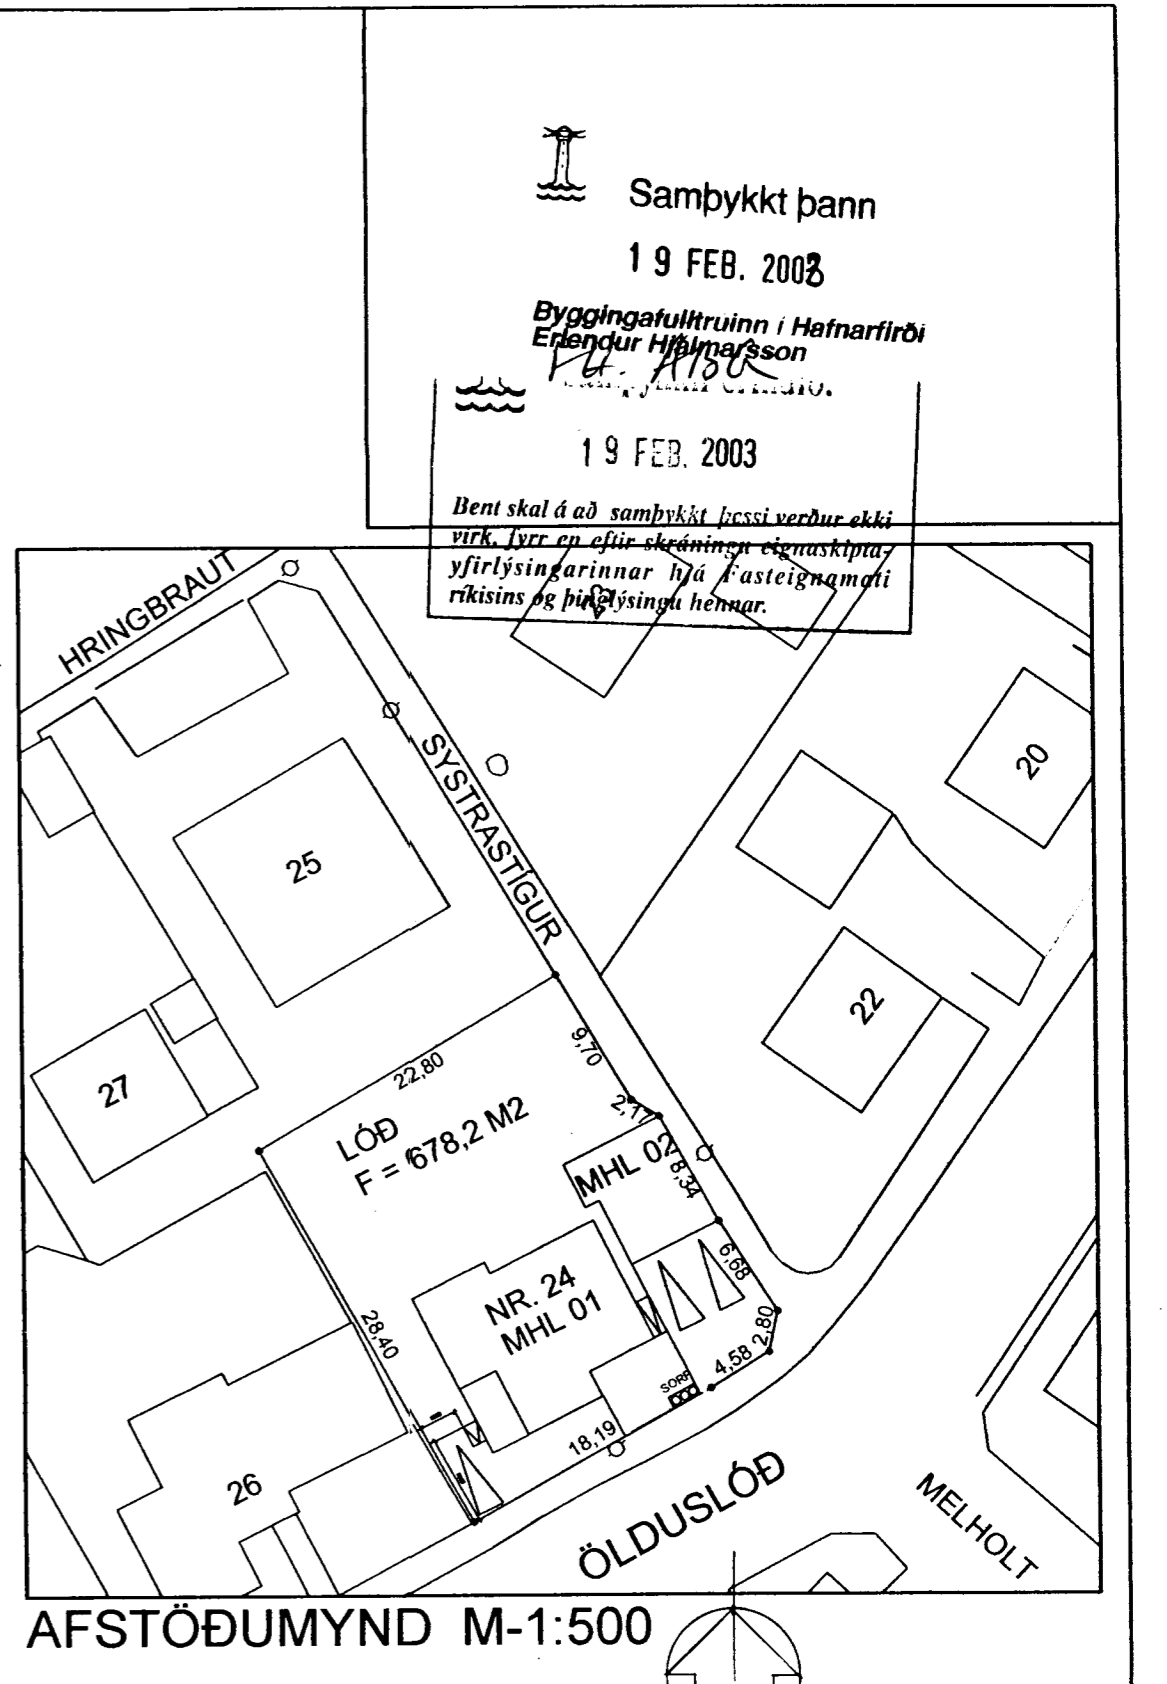 Samþykkt þann
19 FEB. 2003
Byggingafulltruinn í Hafnarfirði
Erlendur Hjálmarsson
19 FEB. 2003
Bent skal á að samþykkt þessi verður ekki
virk, fyrr en eftir skráningu eignaskipta-
yfirlýsingarinnar hjá Fasteignamati
ríkisins og þinglýsingu hennar.
HRINGBRAUT
23
SYSTRASTÍGUR
20
25
22
27
9,70
22,80
2,17
LÓÐ
F = 678,2 M2
MHL 02
8,34
6,68
NR. 24
MHL 01
28,40
2,80
4,58
SORP
18,19
26
ÖLDUSLÓÐ
MELHOLT
AFSTÖÐUMYND M-1:500